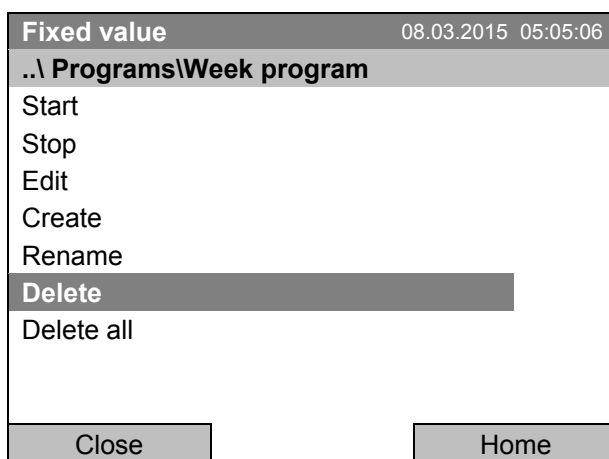 Fixed value 08.03.2015 05:05:06
..\ Programs\Week program
Start
Stop
Edit
Create
Rename
Delete
Delete all
Close Home